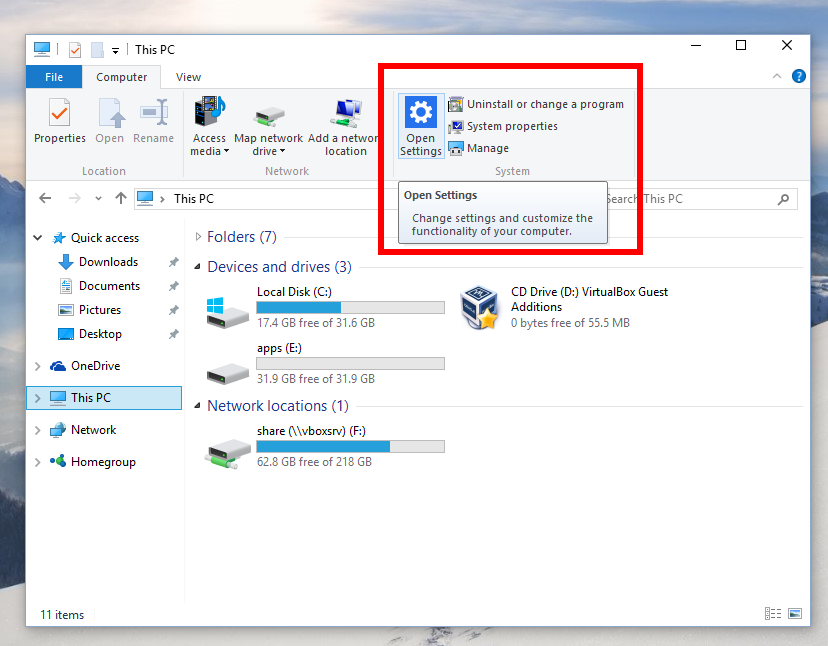 This PC
File
Computer
View
Properties
Open
Rename
Location
Access media
Map network drive
Add a networ
location
Network
Open Settings
Uninstall or change a program
System properties
Manage
System
This PC
Search This PC
Open Settings
Change settings and customize the
functionality of your computer.
Quick access
Downloads
Documents
Pictures
Desktop
OneDrive
This PC
Network
Homegroup
Folders (7)
Devices and drives (3)
Local Disk (C:)
17.4 GB free of 31.6 GB
CD Drive (D:) VirtualBox Guest
Additions
0 bytes free of 55.5 MB
apps (E:)
31.9 GB free of 31.9 GB
Network locations (1)
share (\\vboxsrv) (F:)
62.8 GB free of 218 GB
11 items